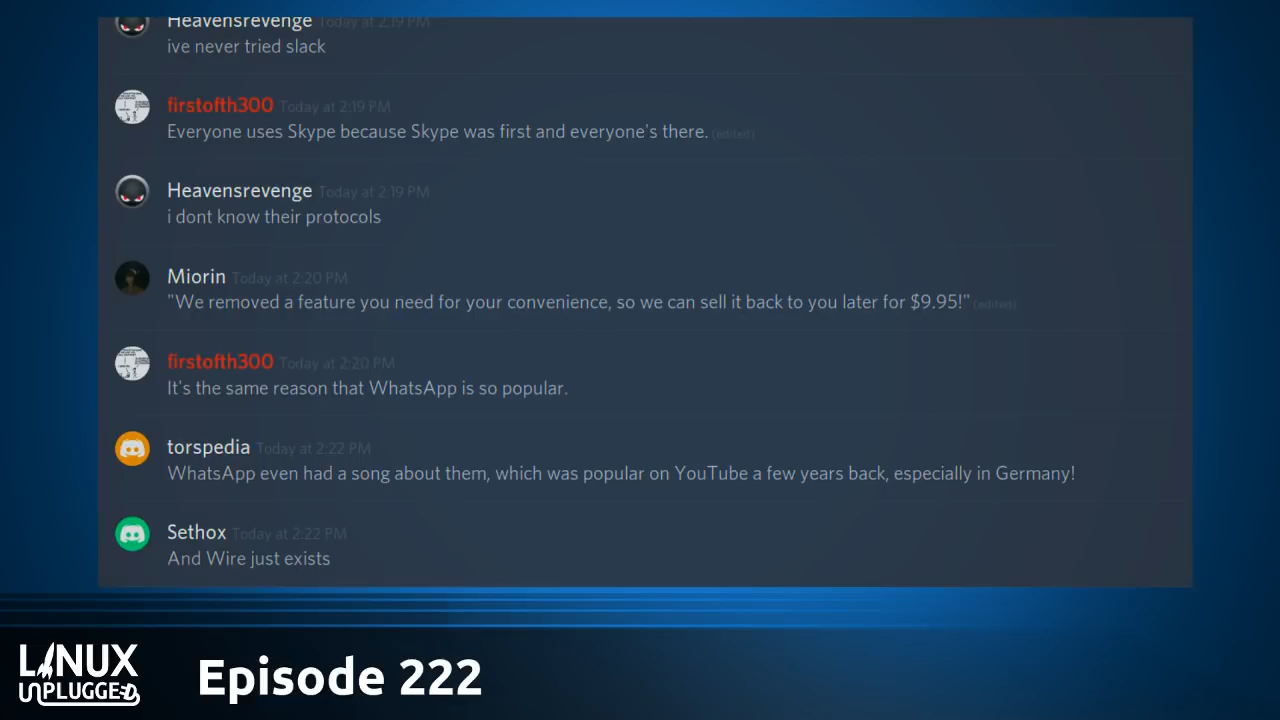 Heavensrevenge Today at 2:19 PM
ive never tried slack
firstofth300 Today at 2:19 PM
Everyone uses Skype because Skype was first and everyone's there. (edited)
Heavensrevenge Today at 2:19 PM
i dont know their protocols
Miorin Today at 2:20 PM
"We removed a feature you need for your convenience, so we can sell it back to you later for $9.95!" (edited)
firstofth300 Today at 2:20 PM
It's the same reason that WhatsApp is so popular.
torspedia Today at 2:22 PM
WhatsApp even had a song about them, which was popular on YouTube a few years back, especially in Germany!
Sethox Today at 2:22 PM
And Wire just exists
LINUX
UNPLUGGED
Episode 222